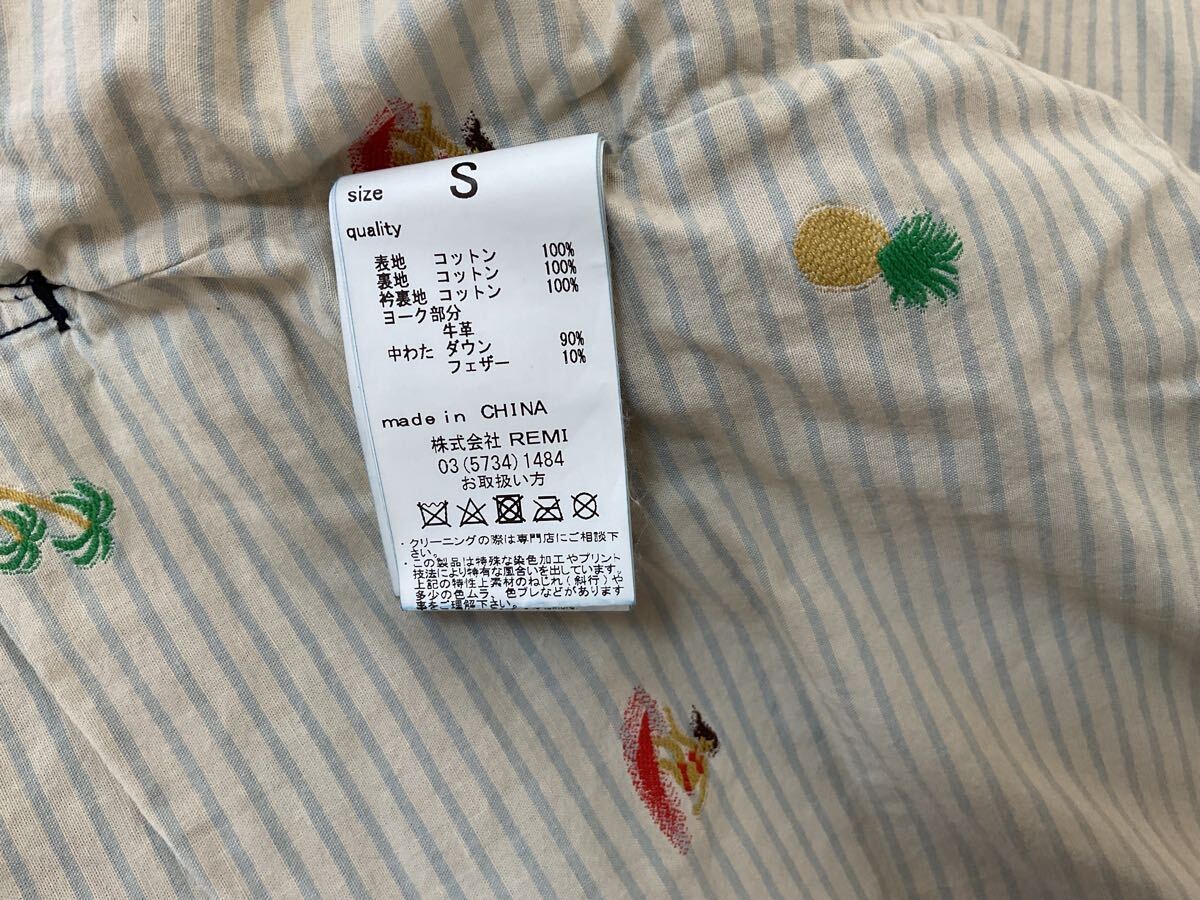 size S
quality
表地 コットン 100%
裏地 コットン 100%
衿裏地 コットン 100%
ヨーク部分
牛革
中わた ダウン 90%
フェザー 10%
made in CHINA
株式会社 REMI
03(5734)1484
お取扱い方
・クリーニングの際は専門店にご相談下
さい。
・この製品は特殊な染色加工やプリント
技法により特有な風合いを出しています。
上記の特性上素材のねじれ(斜行)や
多少の色ムラ、色ブレなどがあります
事をご理解下さい。